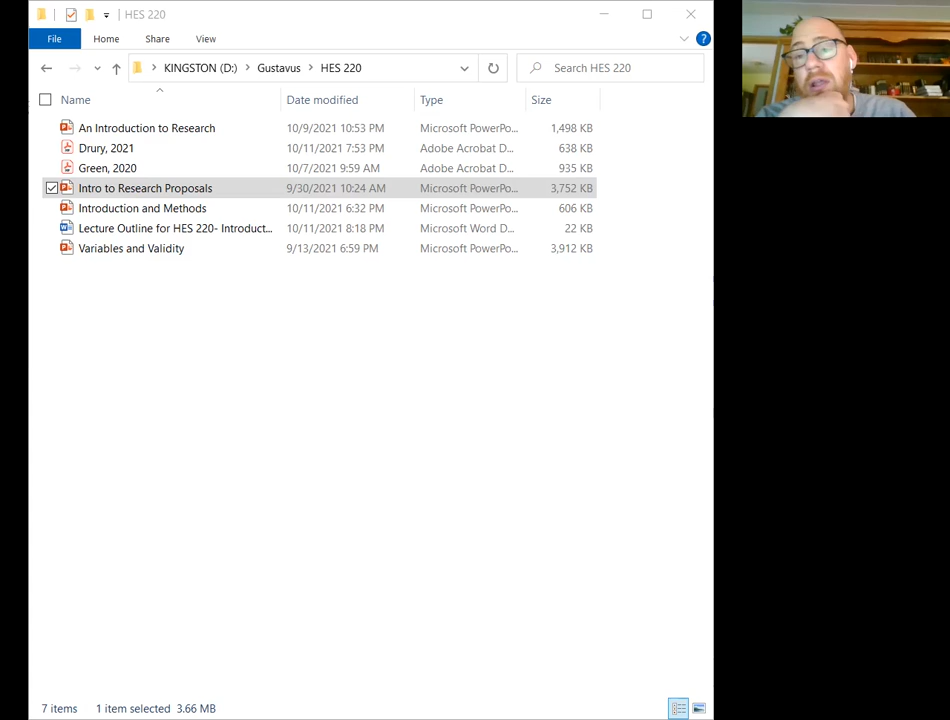 HES 220
File Home Share View
KINGSTON (D:) Gustavus HES 220 Search HES 220
Name Date modified Type Size
An Introduction to Research 10/9/2021 10:53 PM Microsoft PowerPo... 1,498 KB
Drury, 2021 10/11/2021 7:53 PM Adobe Acrobat D... 638 KB
Green, 2020 10/7/2021 9:59 AM Adobe Acrobat D... 935 KB
Intro to Research Proposals 9/30/2021 10:24 AM Microsoft PowerPo... 3,752 KB
Introduction and Methods 10/11/2021 6:32 PM Microsoft PowerPo... 606 KB
Lecture Outline for HES 220- Introduct... 10/11/2021 8:18 PM Microsoft Word D... 22 KB
Variables and Validity 9/13/2021 6:59 PM Microsoft PowerPo... 3,912 KB
7 items 1 item selected 3.66 MB